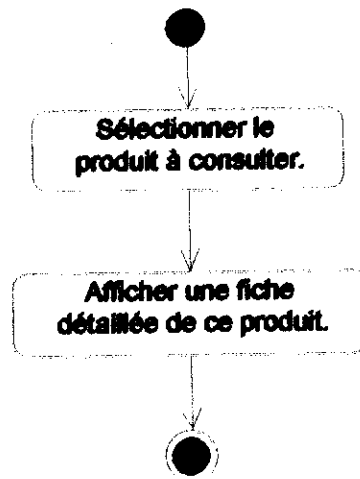 Sélectionner le
produit à consulter.
Afficher une fiche
détaillée de ce produit.